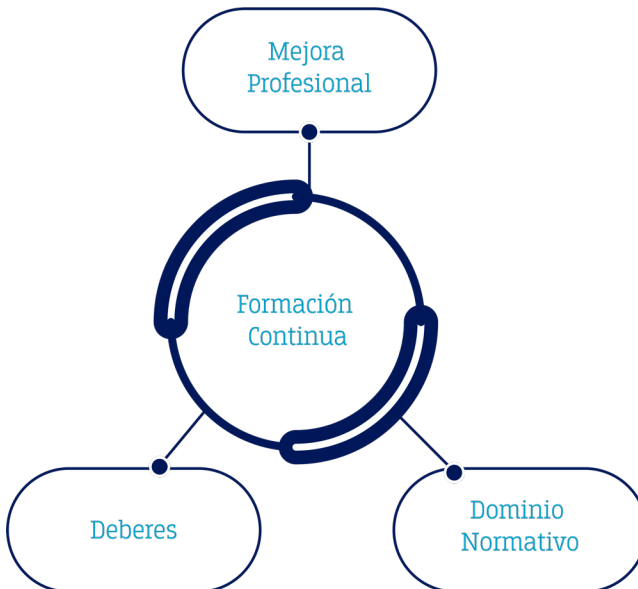 Mejora
Profesional
Formación
Continua
Deberes
Dominio
Normativo